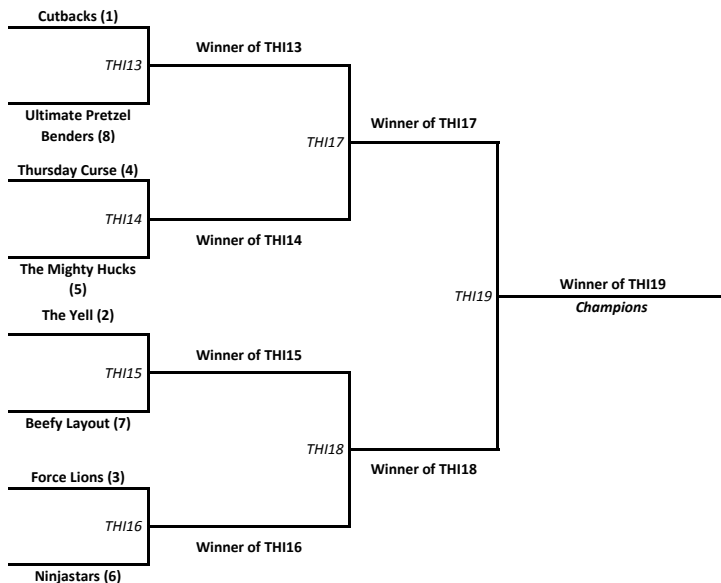 Cutbacks (1)
Winner of THI13
THI13
Ultimate Pretzel
Benders (8)
Winner of THI17
THI17
Thursday Curse (4)
THI14
Winner of THI14
The Mighty Hucks
(5)
Winner of THI19
THI19
Champions
The Yell (2)
Winner of THI15
THI15
Beefy Layout (7)
THI18
Winner of THI18
Force Lions (3)
THI16
Winner of THI16
Ninjastars (6)